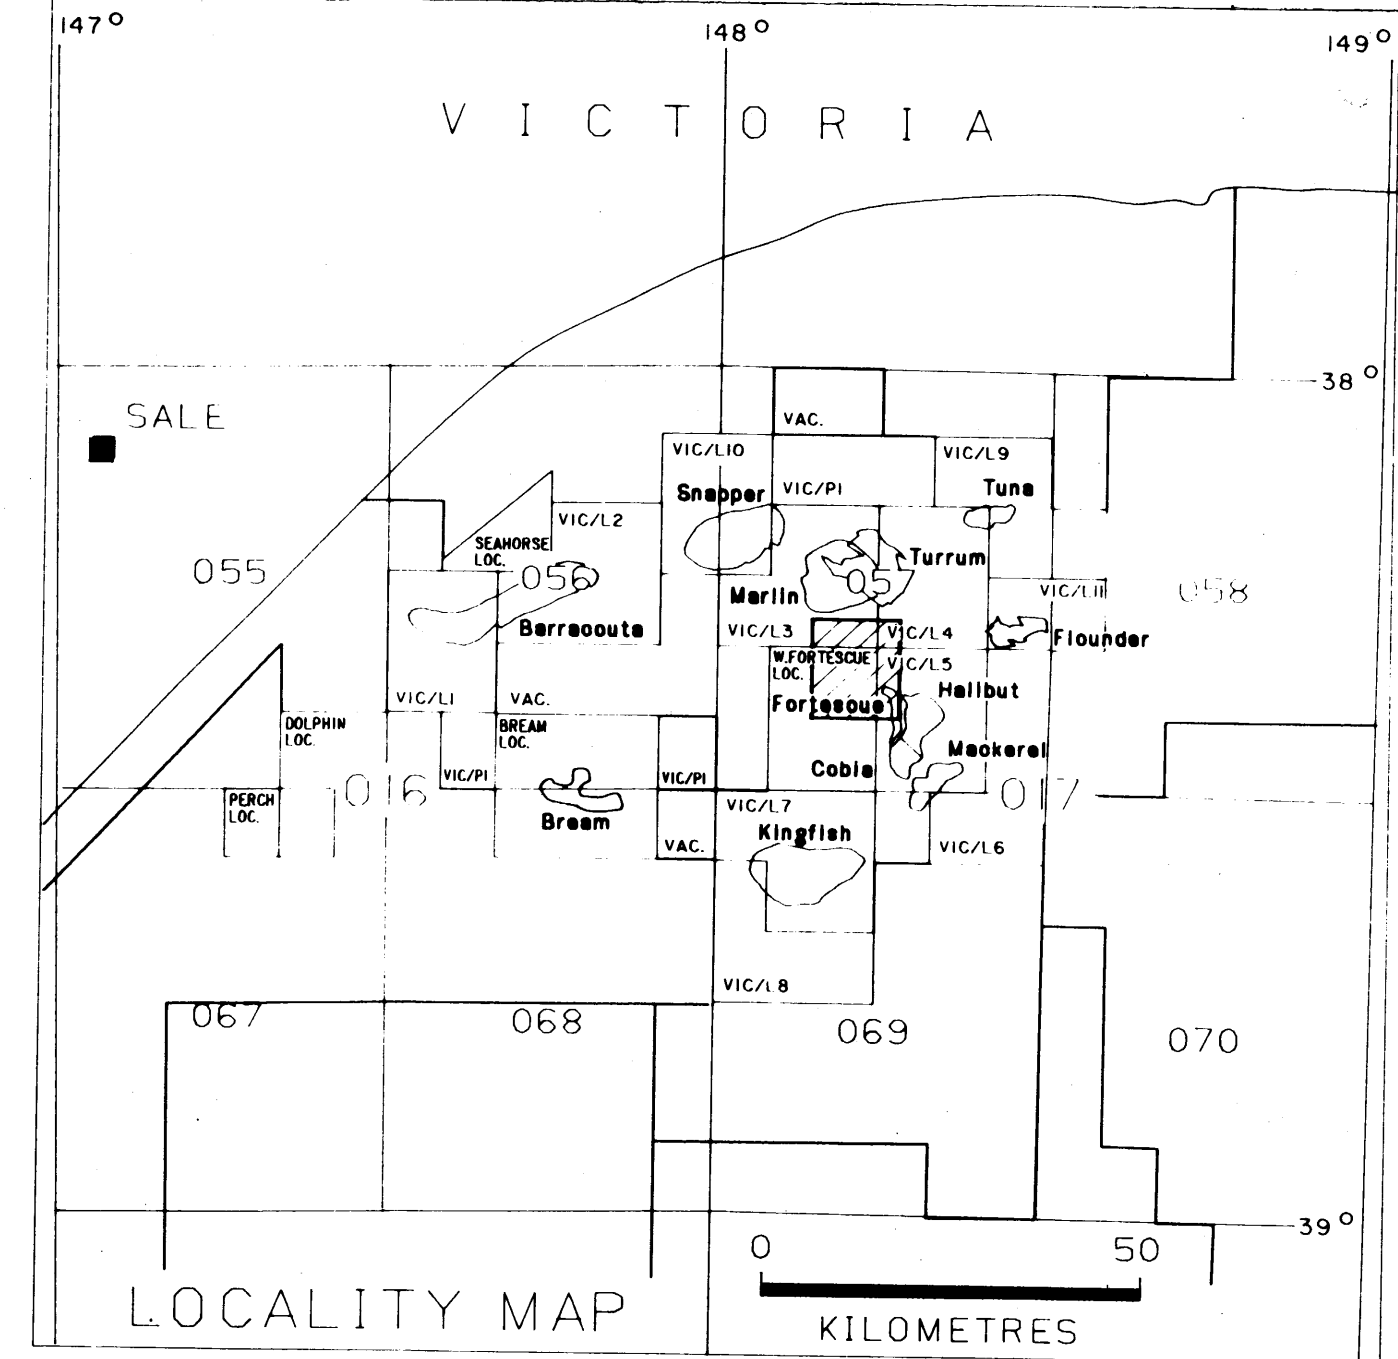 147° 148° 149°
VICTORIA
38°
SALE
VAC.
VIC/L10
VIC/L9
Snapper
VIC/P1
Tuna
VIC/L2
SEAHORSE
LOC.
055
056
Turrum
05
Marlin
VIC/L11
058
Barracouta
VIC/L3
VIC/L4
Flounder
W.FORTESCUE
LOC.
VIC/L5
Halibut
VIC/L1
VAC.
Fortescue
DOLPHIN
LOC.
BREAM
LOC.
Mackerel
Cobia
VIC/P1
VIC/P1
016
017
PERCH
LOC.
VIC/L7
Bream
Kingfish
VAC.
VIC/L6
VIC/L8
067
068
069
070
39°
0 50
LOCALITY MAP
KILOMETRES